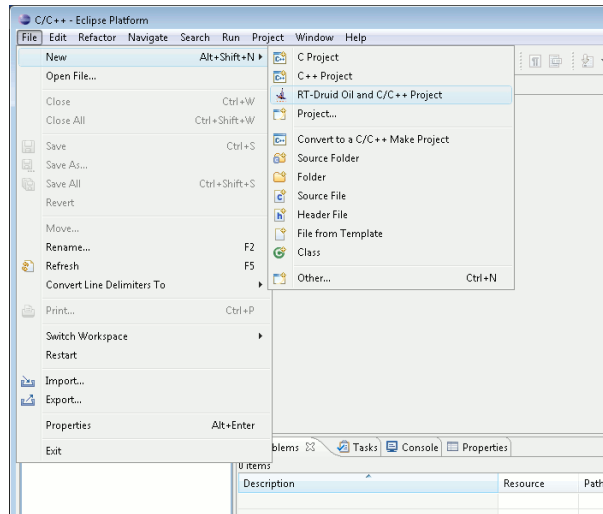 C/C++ - Eclipse Platform
File Edit Refactor Navigate Search Run Project Window Help
New Alt+Shift+N
Open File...
Close Ctrl+W
Close All Ctrl+Shift+W
Save Ctrl+S
Save As...
Save All Ctrl+Shift+S
Revert
Move...
Rename... F2
Refresh F5
Convert Line Delimiters To
Print... Ctrl+P
Switch Workspace
Restart
Import...
Export...
Properties Alt+Enter
Exit
C Project
C++ Project
RT-Druid Oil and C/C++ Project
Project...
Convert to a C/C++ Make Project
Source Folder
Folder
Source File
Header File
File from Template
Class
Other... Ctrl+N
blems Tasks Console Properties
0 items
Description Resource Path